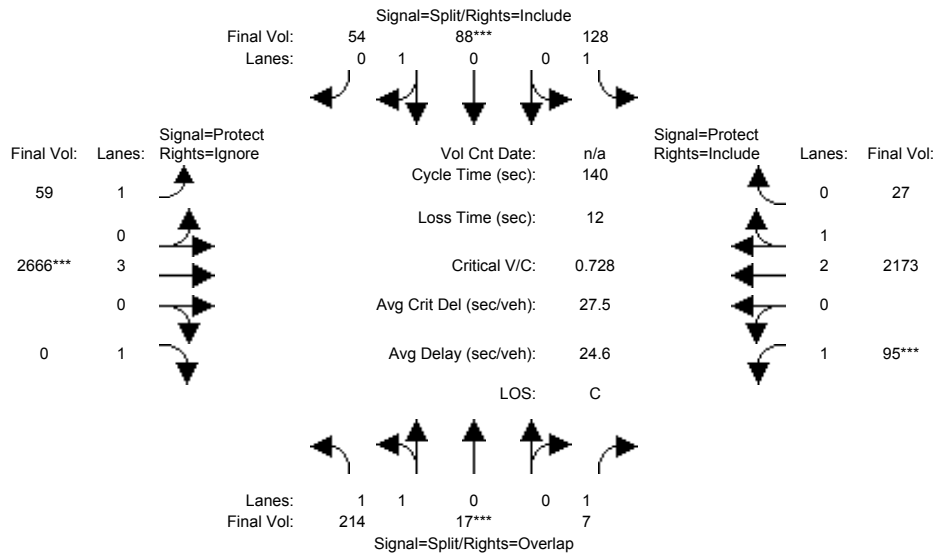 Signal=Split/Rights=Include
Final Vol: 54 88*** 128
Lanes: 0 1 0 0 1
Signal=Protect Signal=Protect
Final Vol: Lanes: Rights=Ignore Vol Cnt Date: n/a Rights=Include Lanes: Final Vol:
Cycle Time (sec): 140
59 1 0 27
Loss Time (sec): 12
0 1
2666*** 3 Critical V/C: 0.728 2 2173
0 Avg Crit Del (sec/veh): 27.5 0
0 1 Avg Delay (sec/veh): 24.6 1 95***
LOS: C
Lanes: 1 1 0 0 1
Final Vol: 214 17*** 7
Signal=Split/Rights=Overlap